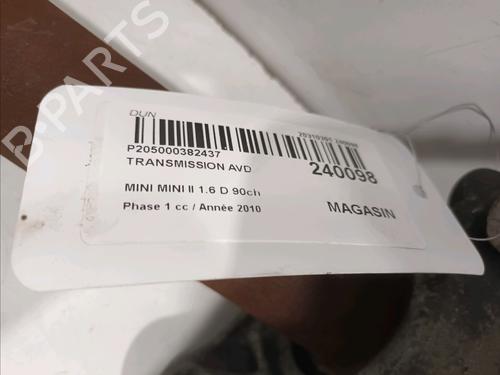 DUN
P205000382437
TRANSMISSION AVD
240098
MINI MINI II 1.6 D 90ch
Phase 1 cc / Année 2010
MAGASIN
B-PARTS